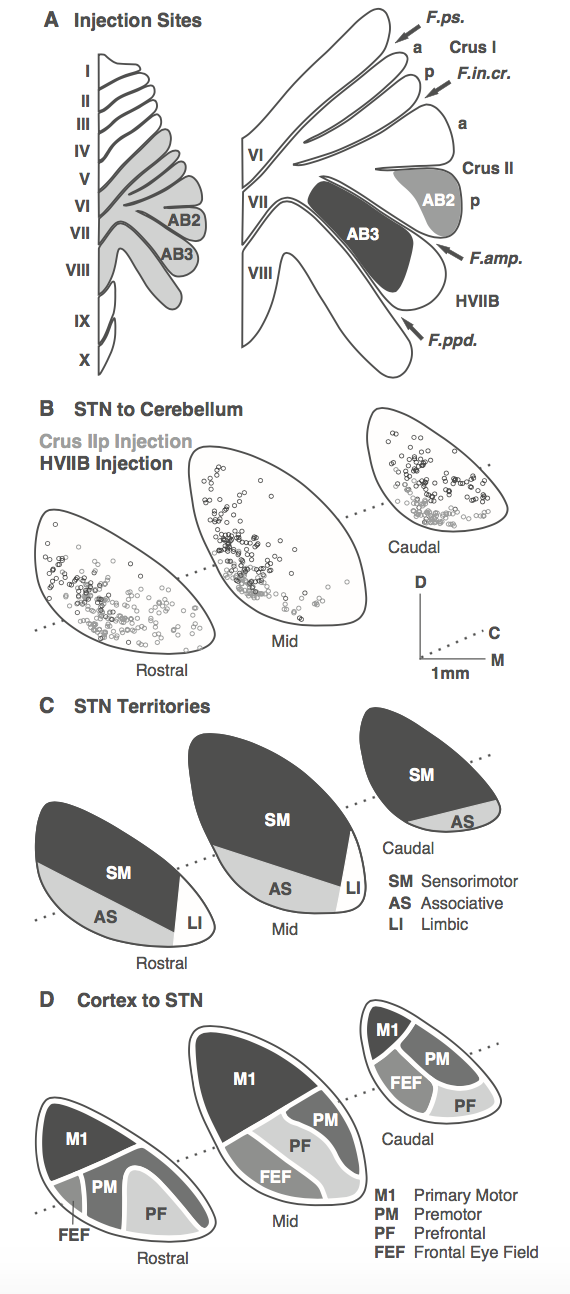 A Injection Sites
I
II
III
IV
V
VI
VII
VIII
IX
X
AB2
AB3
F.ps.
a Crus I
p F.in.cr.
a
VI
Crus II
AB2 p
VII
AB3
F.amp.
VIII
HVIIB
F.ppd.
B STN to Cerebellum
Crus IIp Injection
HVIIB Injection
Caudal
Mid
Rostral
D
C
M
1mm
C STN Territories
SM
AS
Caudal
SM
AS
LI
Mid
SM
AS
LI
Rostral
SM Sensorimotor
AS Associative
LI Limbic
D Cortex to STN
M1
PM
FEF
PF
Caudal
M1
PM
PF
FEF
Mid
M1
PM
PF
FEF
Rostral
M1 Primary Motor
PM Premotor
PF Prefrontal
FEF Frontal Eye Field